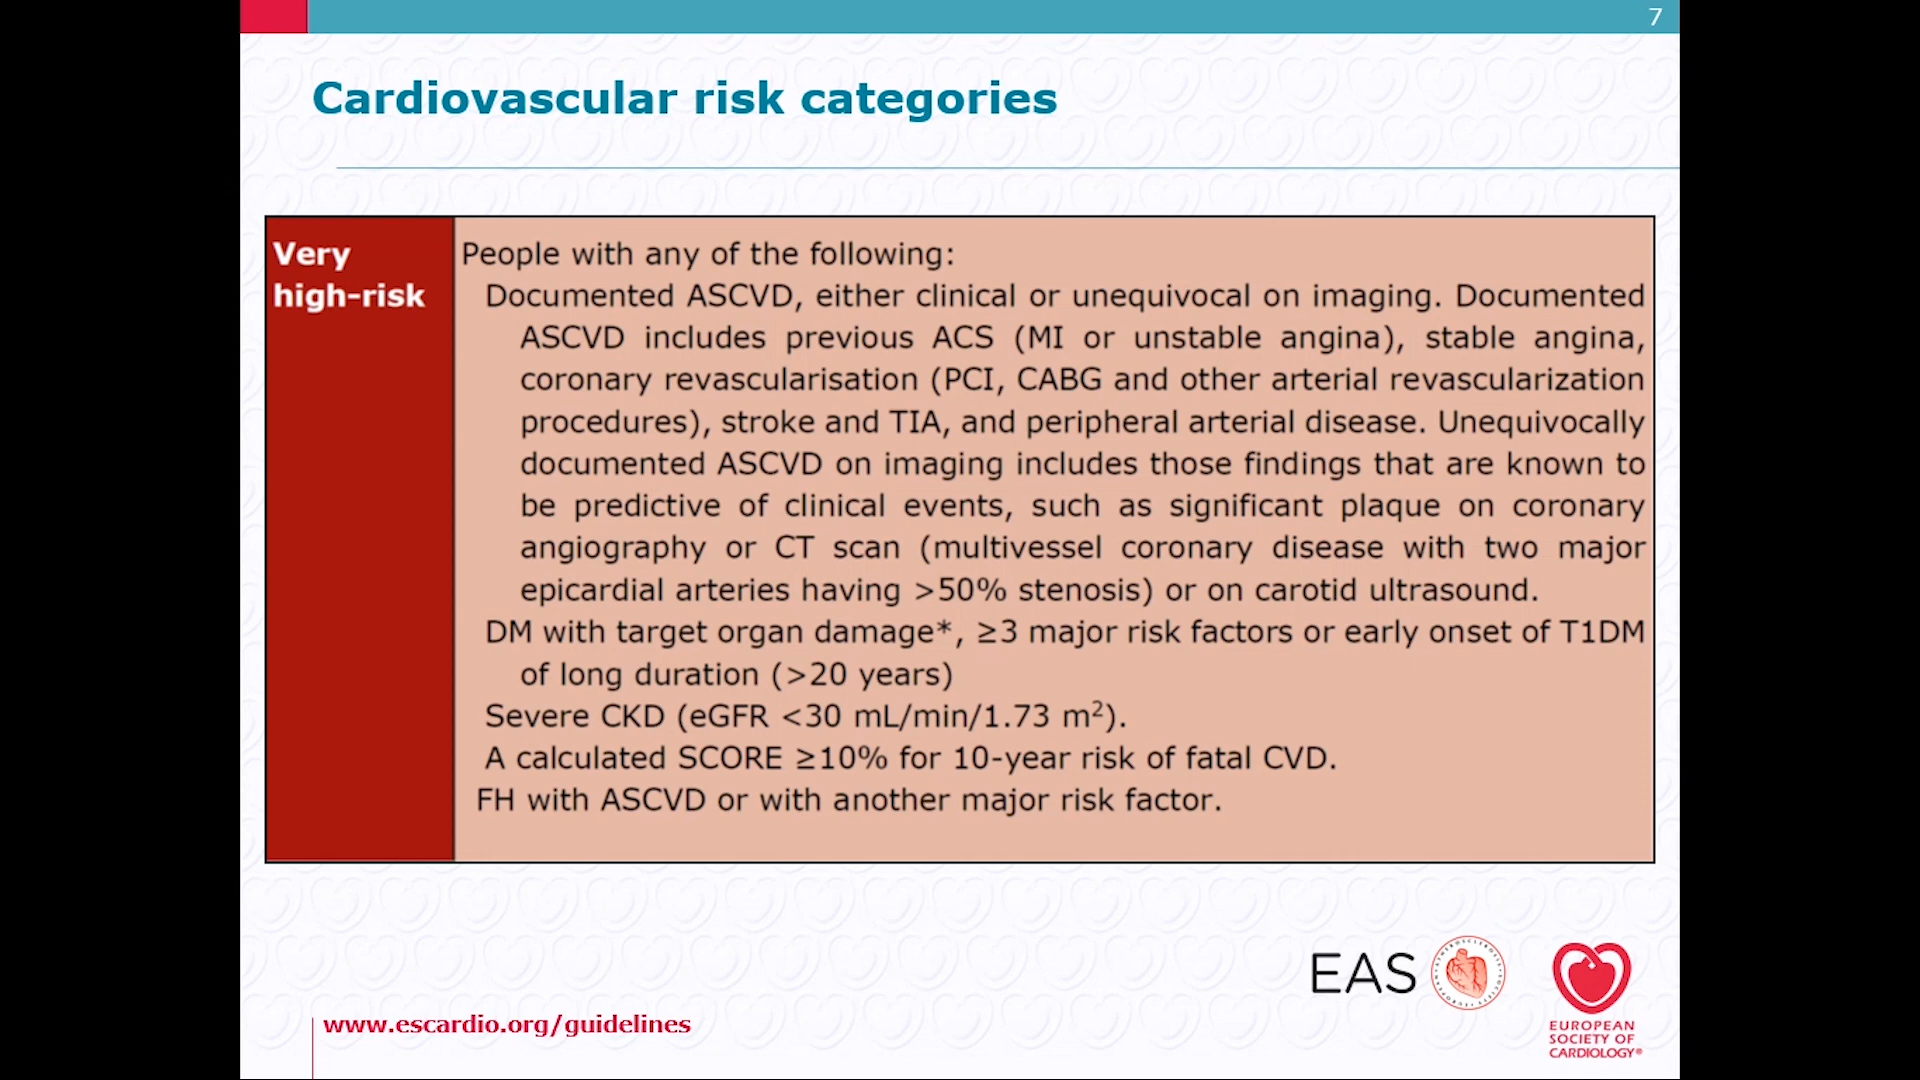 7
Cardiovascular risk categories
Very
high-risk
People with any of the following:
Documented ASCVD, either clinical or unequivocal on imaging. Documented
ASCVD includes previous ACS (MI or unstable angina), stable angina,
coronary revascularisation (PCI, CABG and other arterial revascularization
procedures), stroke and TIA, and peripheral arterial disease. Unequivocally
documented ASCVD on imaging includes those findings that are known to
be predictive of clinical events, such as significant plaque on coronary
angiography or CT scan (multivessel coronary disease with two major
epicardial arteries having >50% stenosis) or on carotid ultrasound.
DM with target organ damage*, ≥3 major risk factors or early onset of T1DM
of long duration (>20 years)
Severe CKD (eGFR <30 mL/min/1.73 m²).
A calculated SCORE ≥10% for 10-year risk of fatal CVD.
FH with ASCVD or with another major risk factor.
EAS
www.escardio.org/guidelines
EUROPEAN
SOCIETY OF
CARDIOLOGY®